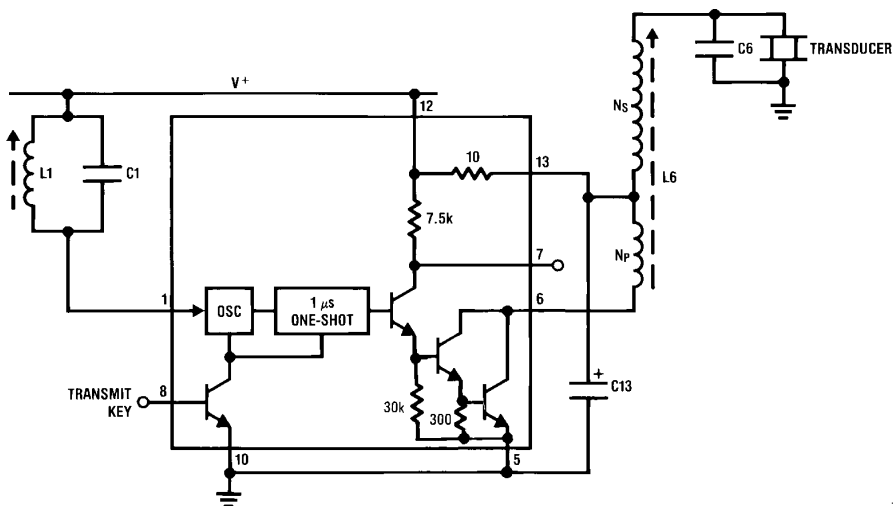 C6
TRANSDUCER
V+
12
NS
10
13
L1
C1
L6
7.5k
7
NP
1
OSC
1 μs
ONE-SHOT
6
TRANSMIT
KEY
8
30k
300
+
C13
10
5